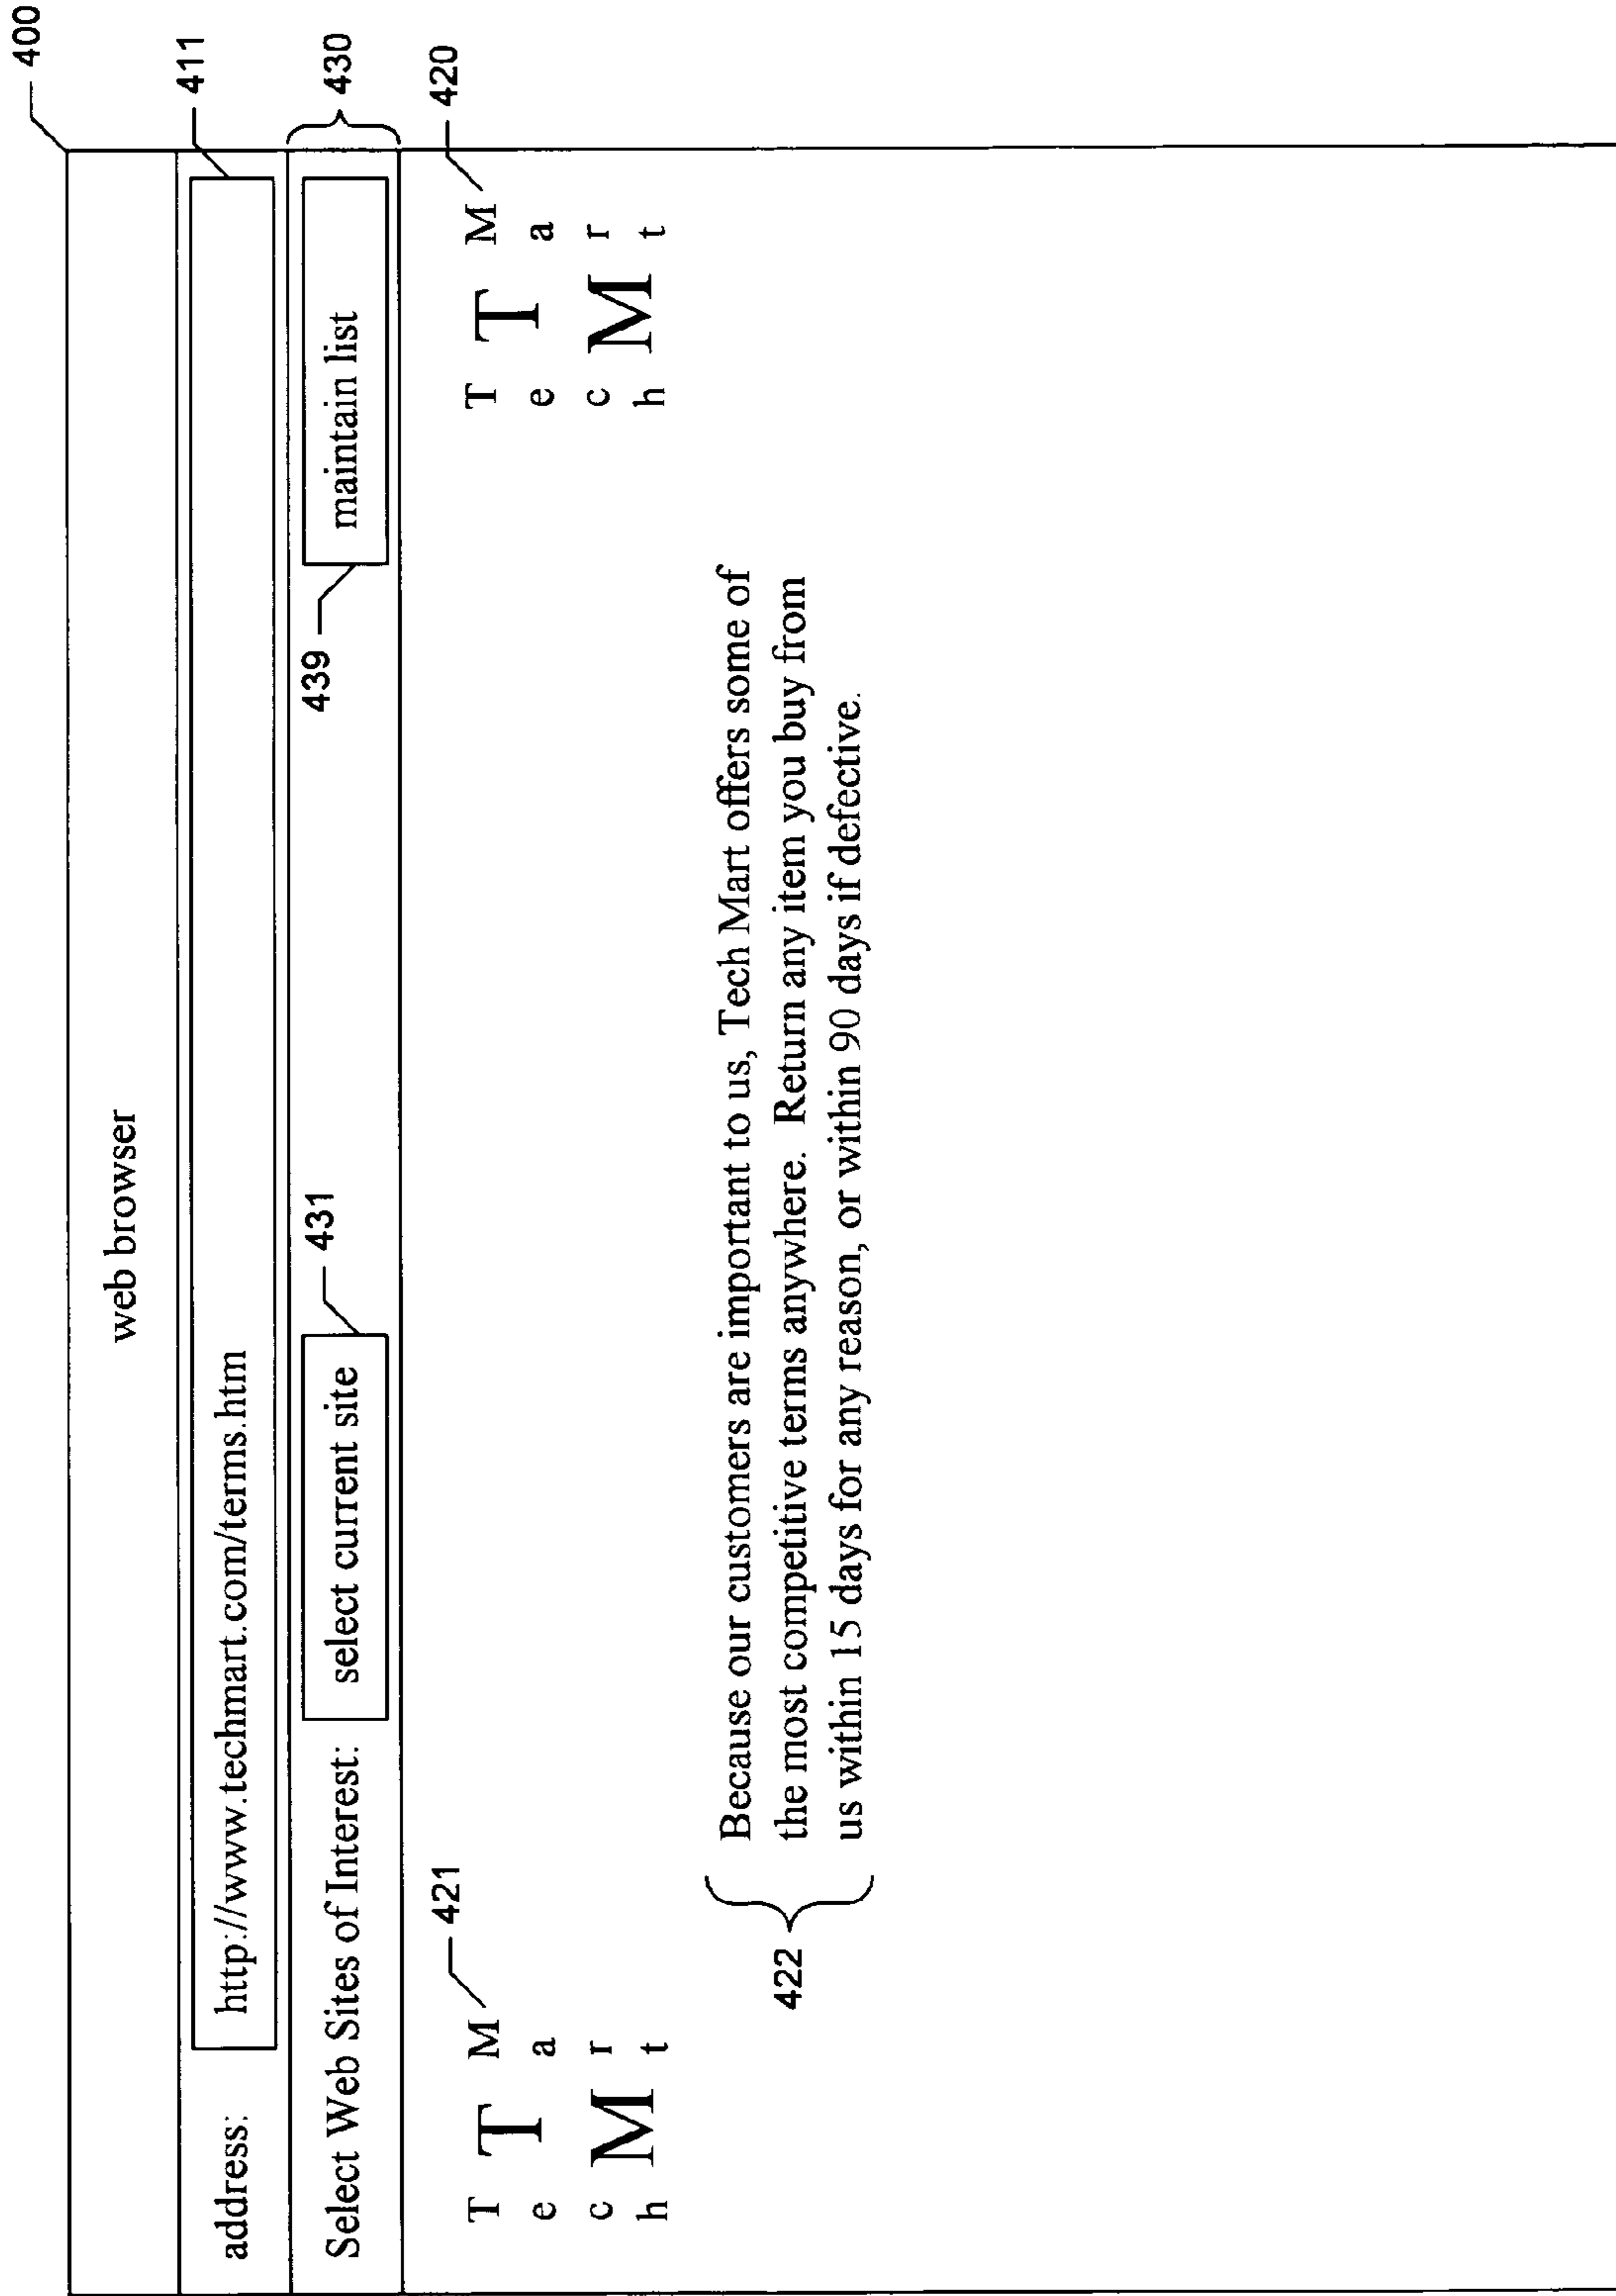 400
web browser
address: http://www.techmart.com/terms.htm
411
Select Web Sites of Interest: select current site maintain list
431
439
430
421
420
T T M
e a
c M r
h t
T T M
e a
c M r
h t
422
Because our customers are important to us, Tech Mart offers some of
the most competitive terms anywhere. Return any item you buy from
us within 15 days for any reason, or within 90 days if defective.